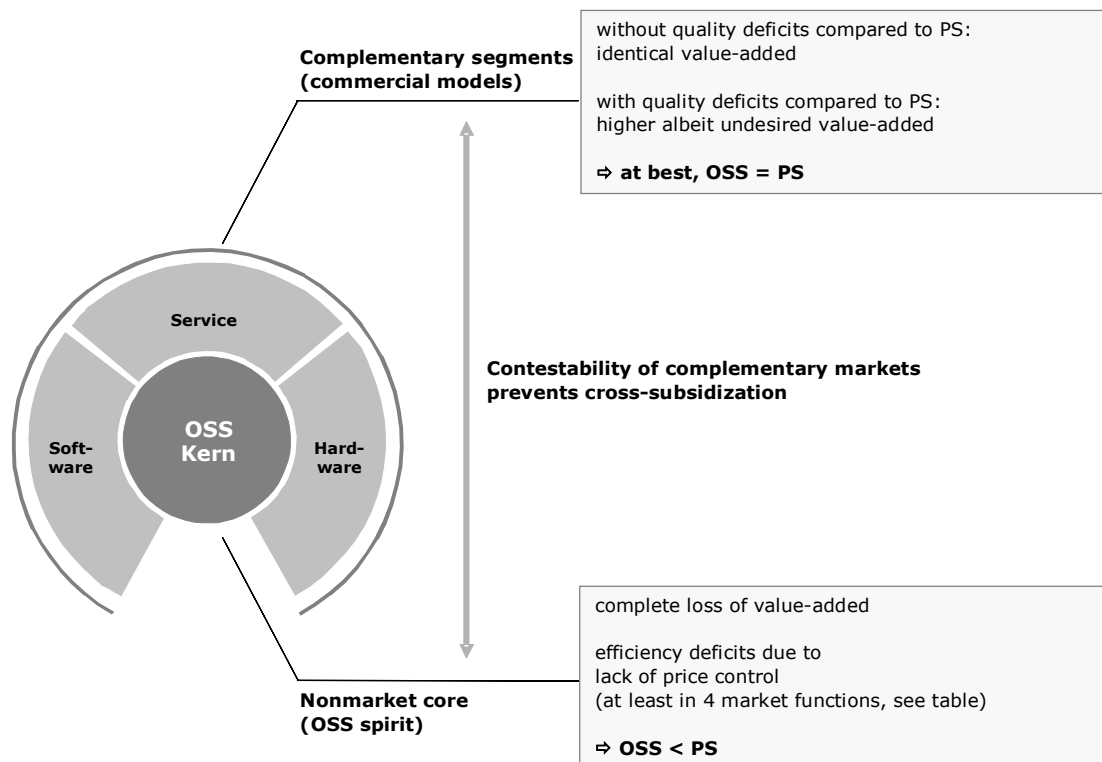 Complementary segments
(commercial models)
without quality deficits compared to PS:
identical value-added
with quality deficits compared to PS:
higher albeit undesired value-added
⇨ at best, OSS = PS
Service
Soft-
ware
OSS
Kern
Hard-
ware
Contestability of complementary markets
prevents cross-subsidization
Nonmarket core
(OSS spirit)
complete loss of value-added
efficiency deficits due to
lack of price control
(at least in 4 market functions, see table)
⇨ OSS < PS